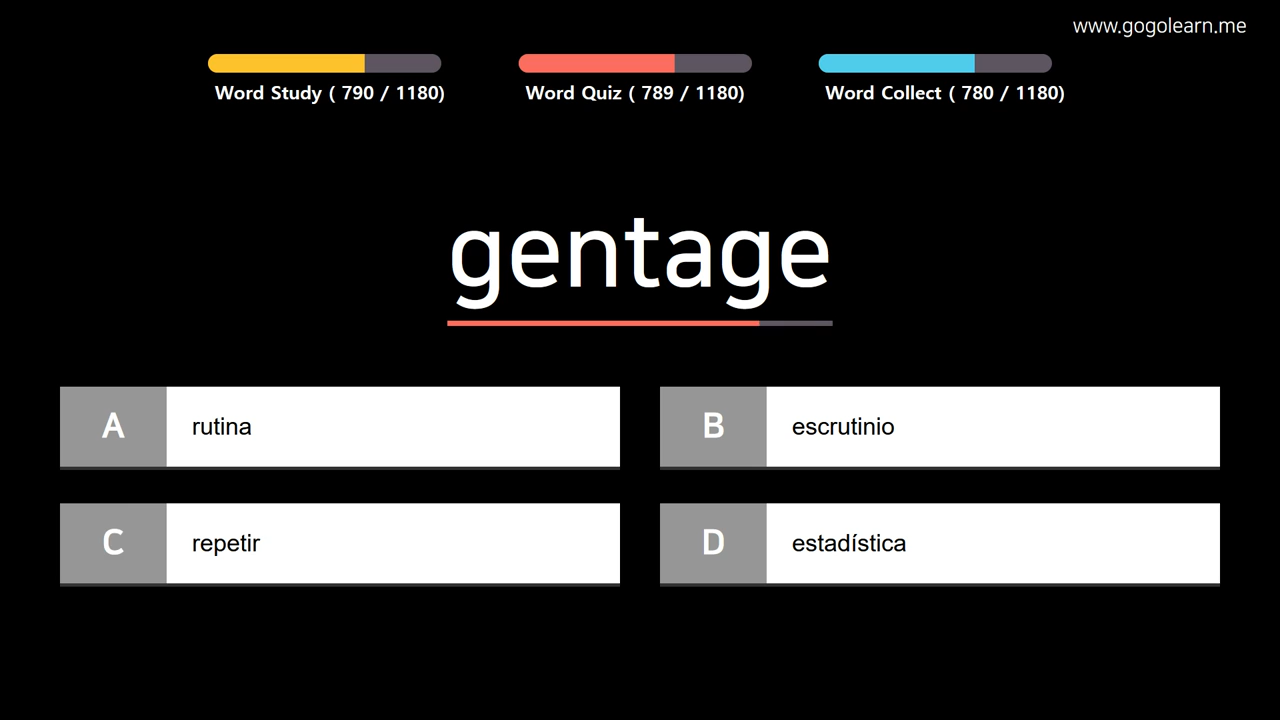 www.gogolearn.me
Word Study ( 790 / 1180)
Word Quiz ( 789 / 1180)
Word Collect ( 780 / 1180)
gentage
A
rutina
B
escrutinio
C
repetir
D
estadística